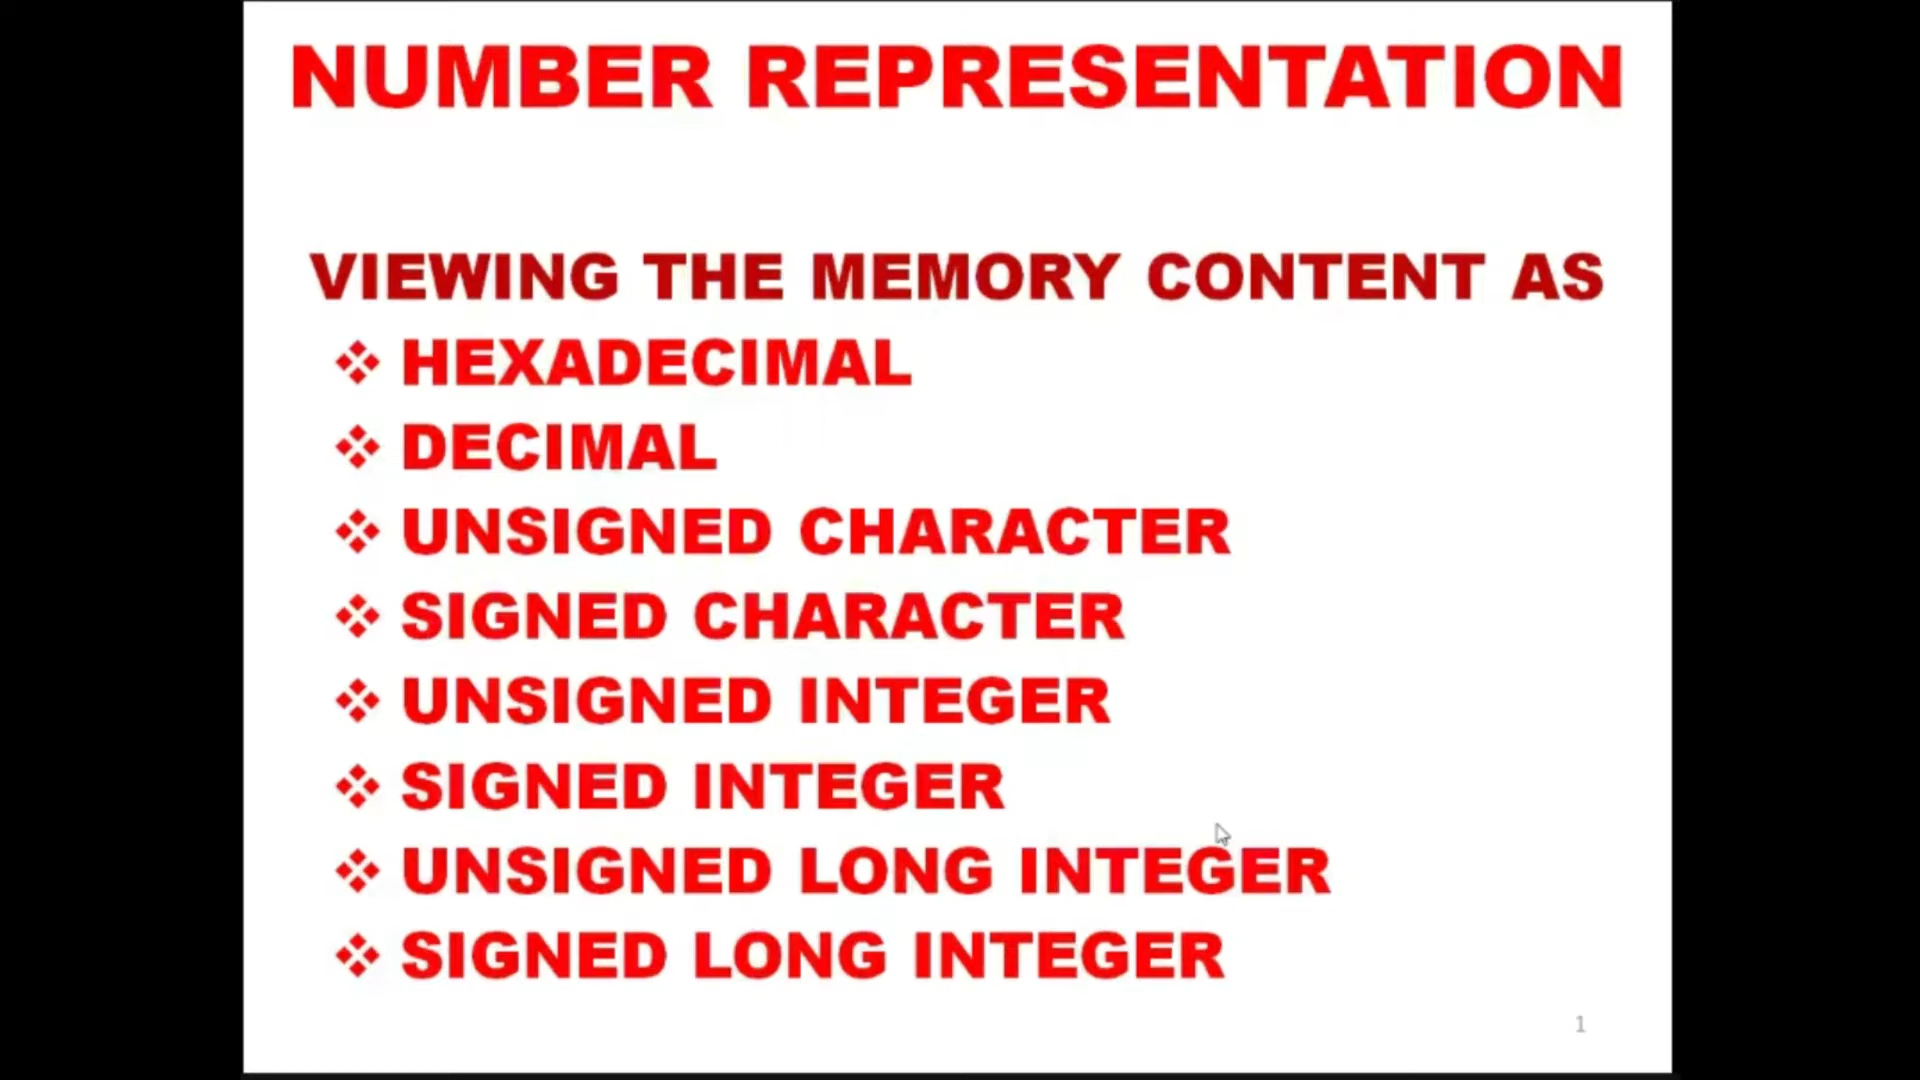 NUMBER REPRESENTATION
VIEWING THE MEMORY CONTENT AS
❖ HEXADECIMAL
❖ DECIMAL
❖ UNSIGNED CHARACTER
❖ SIGNED CHARACTER
❖ UNSIGNED INTEGER
❖ SIGNED INTEGER
❖ UNSIGNED LONG INTEGER
❖ SIGNED LONG INTEGER
1